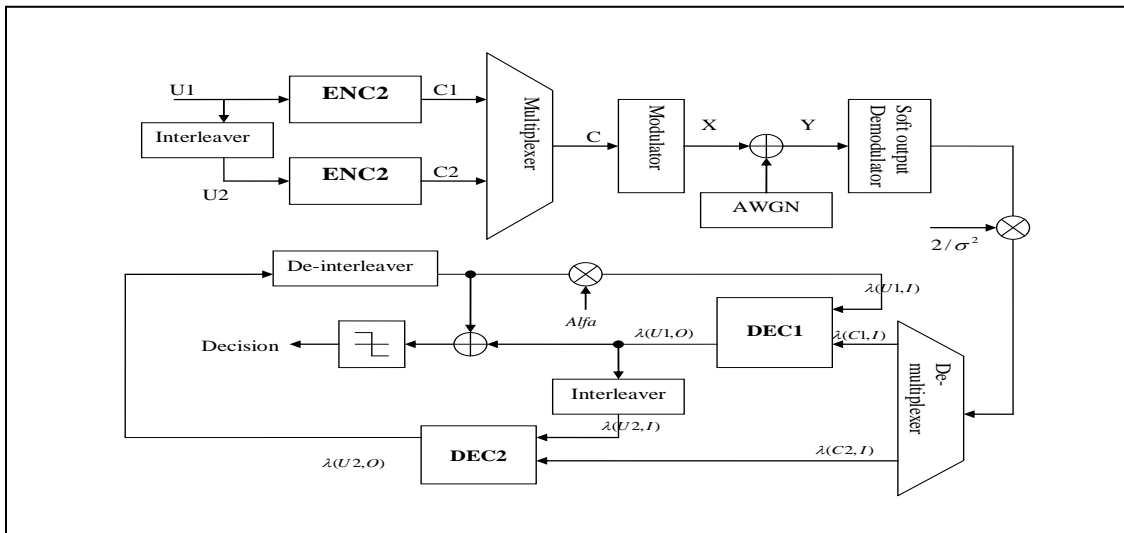 U1
ENC2
C1
Interleaver
U2
ENC2
C2
Multiplexer
C
Modulator
X
Y
AWGN
Soft output
Demodulator
2/σ²
De-interleaver
Alfa
λ(U1,I)
DEC1
λ(U1,O)
λ(C1,I)
Decision
Interleaver
λ(U2,I)
De-
multiplexer
DEC2
λ(U2,O)
λ(C2,I)